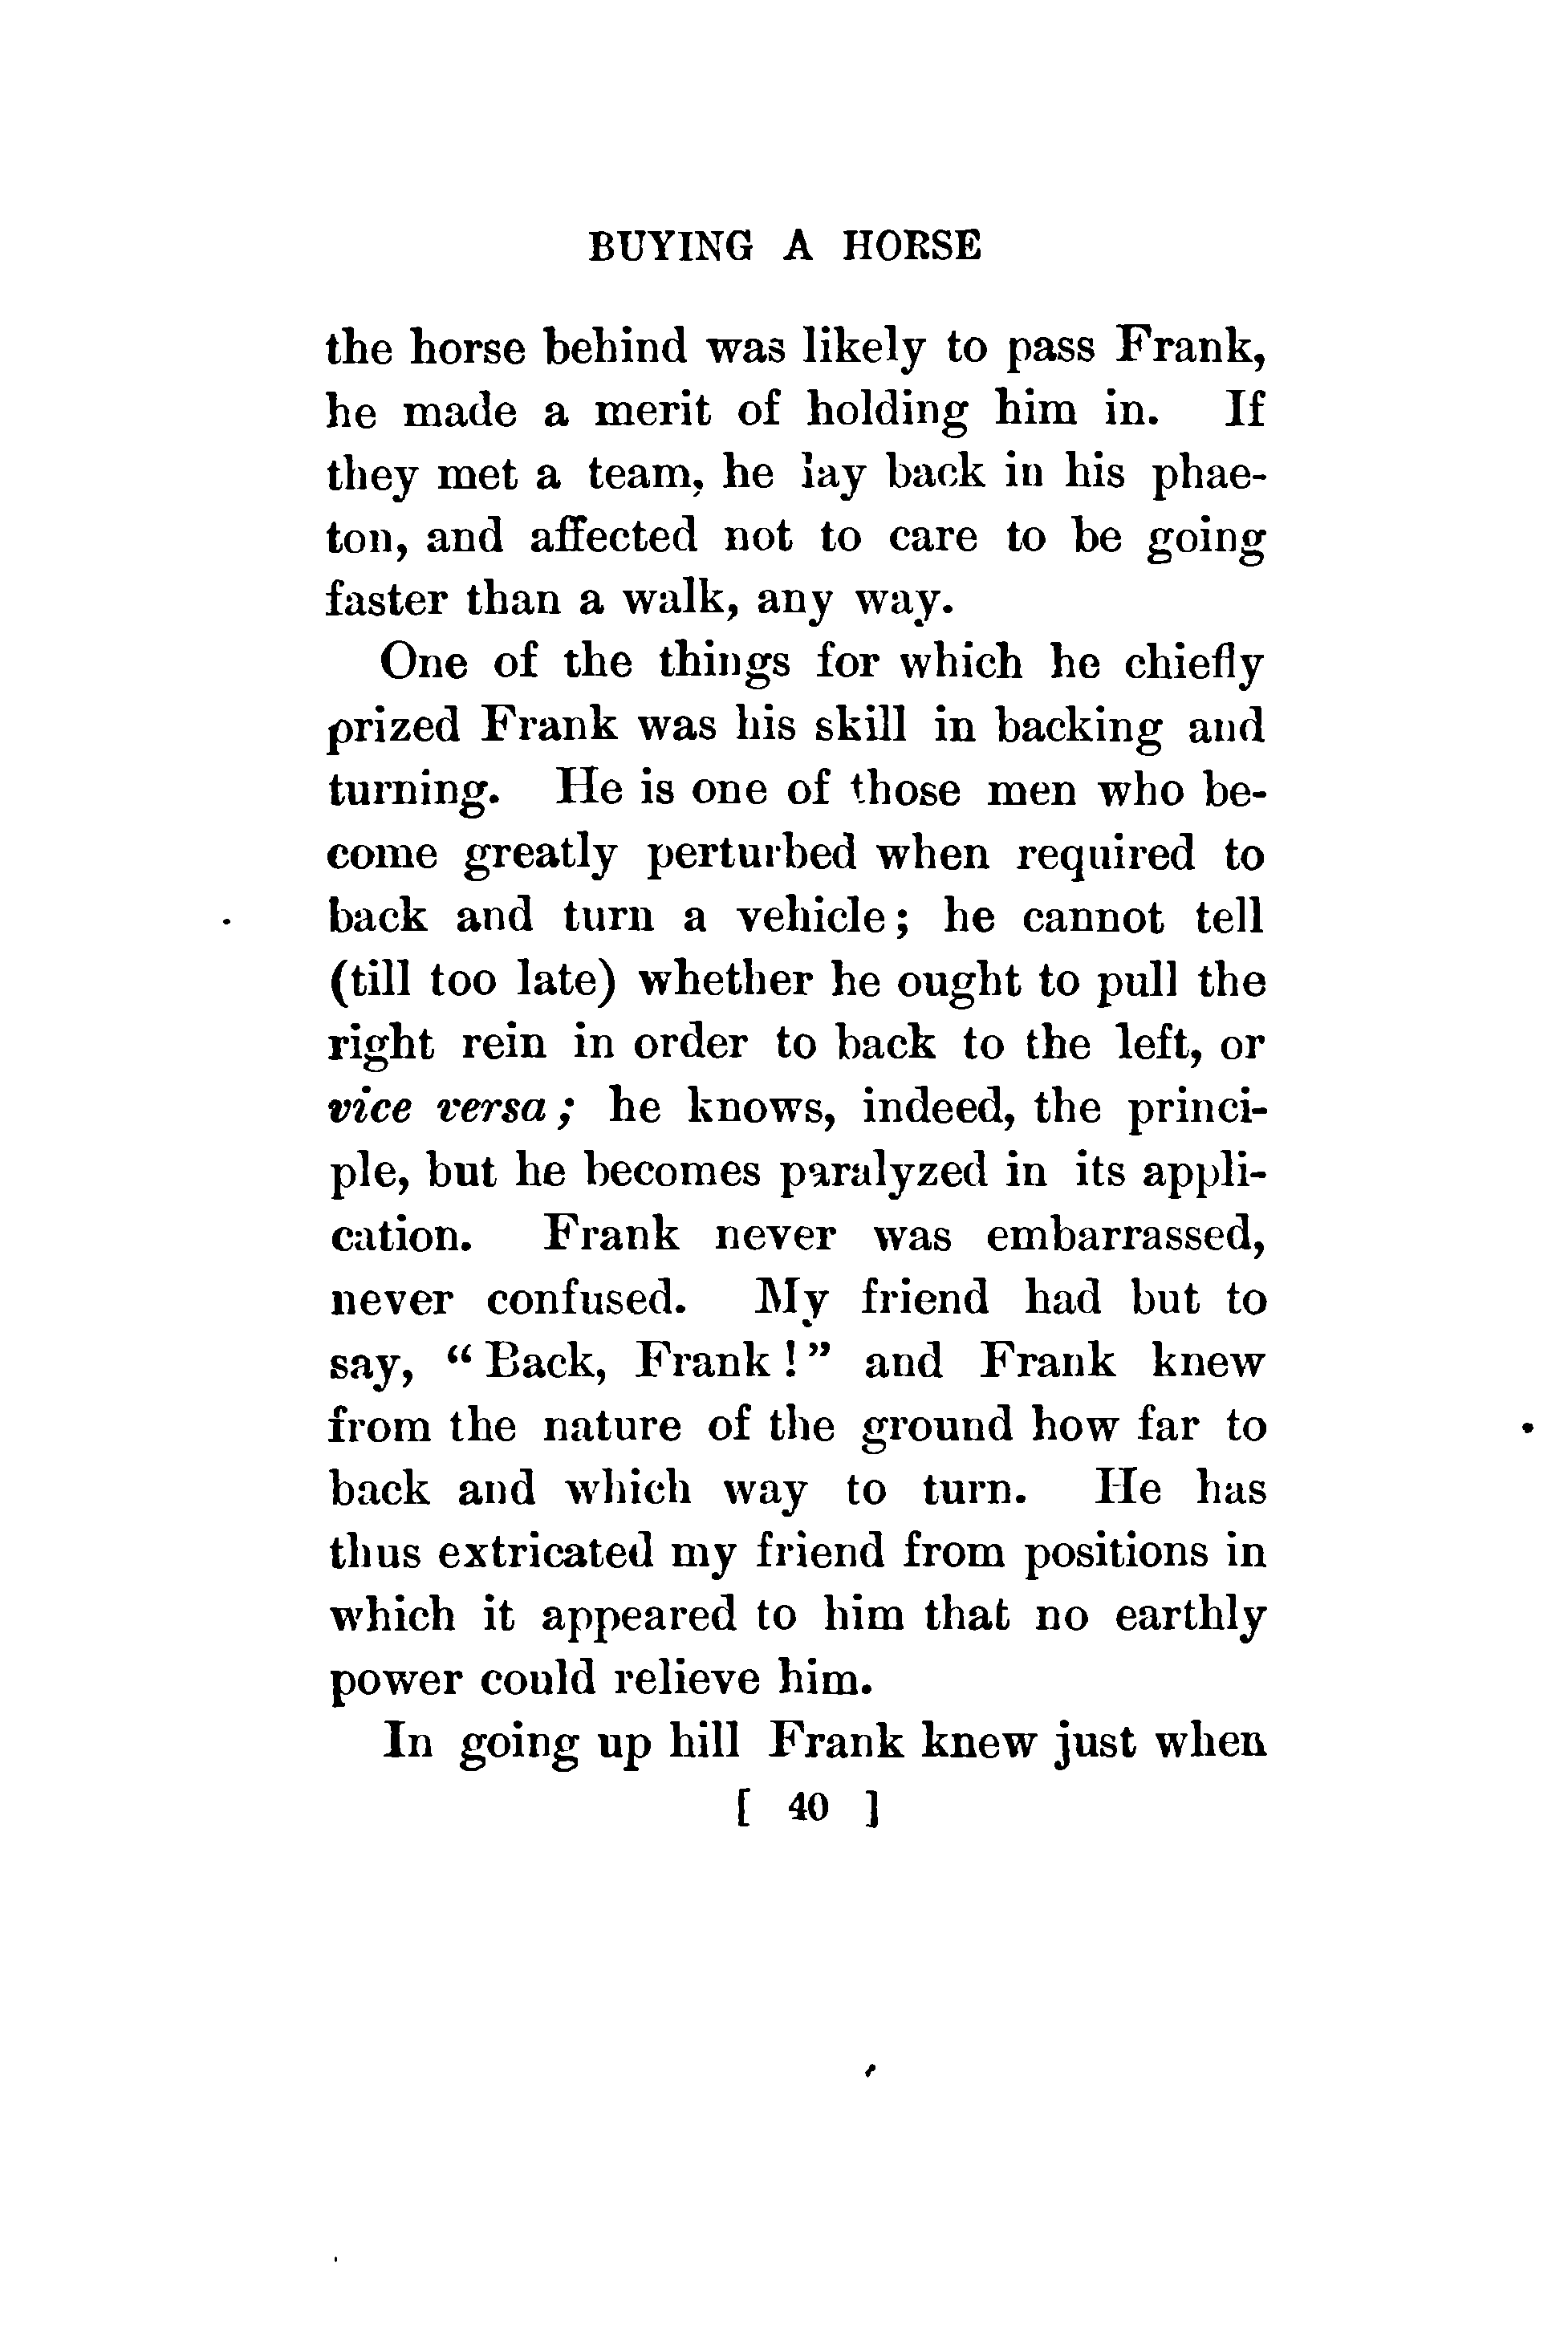 BUYING A HORSE
the horse behind was likely to pass Frank,
he made a merit of holding him in. If
they met a team, he lay back in his phae-
ton, and affected not to care to be going
faster than a walk, any way.
One of the things for which he chiefly
prized Frank was his skill in backing and
turning. He is one of those men who be-
come greatly perturbed when required to
back and turn a vehicle; he cannot tell
(till too late) whether he ought to pull the
right rein in order to back to the left, or
vice versa; he knows, indeed, the princi-
ple, but he becomes paralyzed in its appli-
cation. Frank never was embarrassed,
never confused. My friend had but to
say, “Back, Frank!” and Frank knew
from the nature of the ground how far to
back and which way to turn. He has
thus extricated my friend from positions in
which it appeared to him that no earthly
power could relieve him.
In going up hill Frank knew just when
[ 40 ]